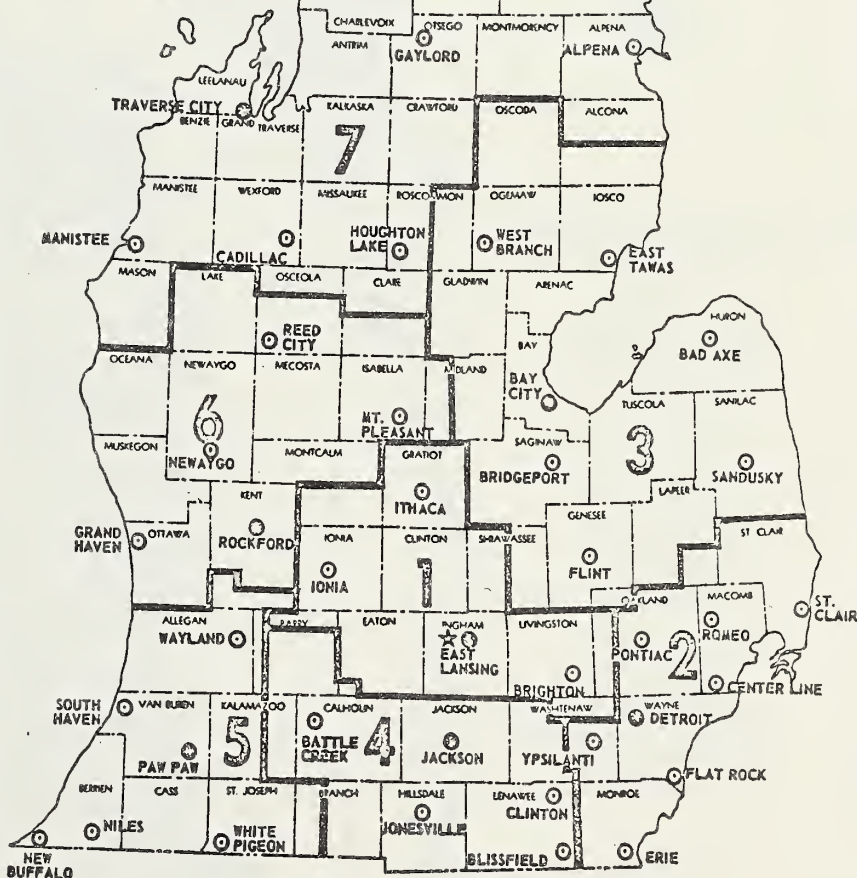 CHARLEVOIX
OTSEGO
MONTMORENCY
ALPENA
ANTRIM
GAYLORD
ALPENA
LEELANAU
TRAVERSE CITY
BENZIE
GRAND
TRAVERSE
KALKASKA
CRAWFORD
OSCODA
ALCONA
7
MANISTEE
WEXFORD
MISSAUKEE
ROSCOMMON
OGEMAW
IOSCO
MANISTEE
CADILLAC
HOUGHTON
LAKE
WEST
BRANCH
EAST
TAWAS
MASON
LAKE
OSCEOLA
CLARE
GLADWIN
ARENAC
HURON
REED
CITY
BAY
BAD AXE
OCEANA
NEWAYGO
MECOSTA
ISABELLA
MIDLAND
BAY
CITY
TUSCOLA
SANILAC
6
MT.
PLEASANT
3
MUSKEGON
NEWAYGO
MONTCALM
GRATIOT
SAGINAW
BRIDGEPORT
SANDUSKY
KENT
ITHACA
LAPEER
GRAND
HAVEN
OTTAWA
ROCKFORD
IONIA
CLINTON
SHIAWASSEE
GENESEE
ST. CLAIR
IONIA
1
FLINT
ALLEGAN
WAYLAND
BARRY
EATON
INGHAM
EAST
LANSING
LIVINGSTON
OAKLAND
MACOMB
PONTIAC
2
ROMEO
ST.
CLAIR
BRIGHTON
CENTER LINE
SOUTH
HAVEN
VAN BUREN
KALAMAZOO
CALHOUN
JACKSON
WASHTENAW
WAYNE
DETROIT
PAW PAW
5
BATTLE
CREEK
4
JACKSON
YPSILANTI
FLAT ROCK
BERRIEN
CASS
ST. JOSEPH
BRANCH
HILLSDALE
LENAWEE
MONROE
NILES
WHITE
PIGEON
JONESVILLE
CLINTON
BLISSFIELD
ERIE
NEW
BUFFALO